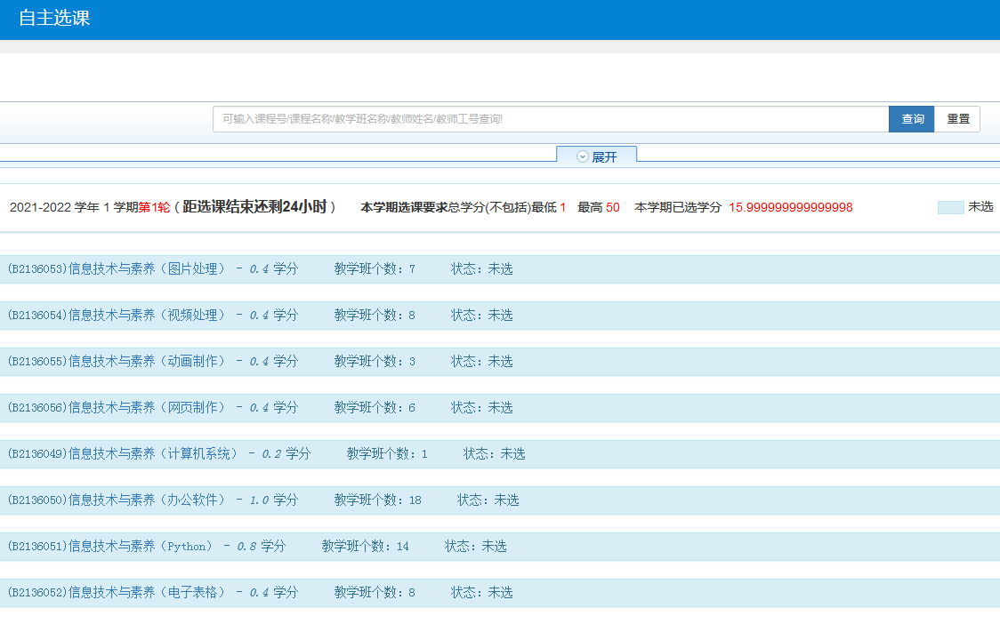 自主选课
可输入课程号/课程名称/教学班名称/教师姓名/教师工号查询!
查询
重置
展开
2021-2022 学年 1 学期第1轮 ( 距选课结束还剩24小时 ) 本学期选课要求总学分(不包括)最低 1 最高 50 本学期已选学分 15.999999999999998 未选
(B2136053)信息技术与素养（图片处理） - 0.4 学分 教学班个数：7 状态：未选
(B2136054)信息技术与素养（视频处理） - 0.4 学分 教学班个数：8 状态：未选
(B2136055)信息技术与素养（动画制作） - 0.4 学分 教学班个数：3 状态：未选
(B2136056)信息技术与素养（网页制作） - 0.4 学分 教学班个数：6 状态：未选
(B2136049)信息技术与素养（计算机系统） - 0.2 学分 教学班个数：1 状态：未选
(B2136050)信息技术与素养（办公软件） - 1.0 学分 教学班个数：18 状态：未选
(B2136051)信息技术与素养（Python） - 0.8 学分 教学班个数：14 状态：未选
(B2136052)信息技术与素养（电子表格） - 0.4 学分 教学班个数：8 状态：未选